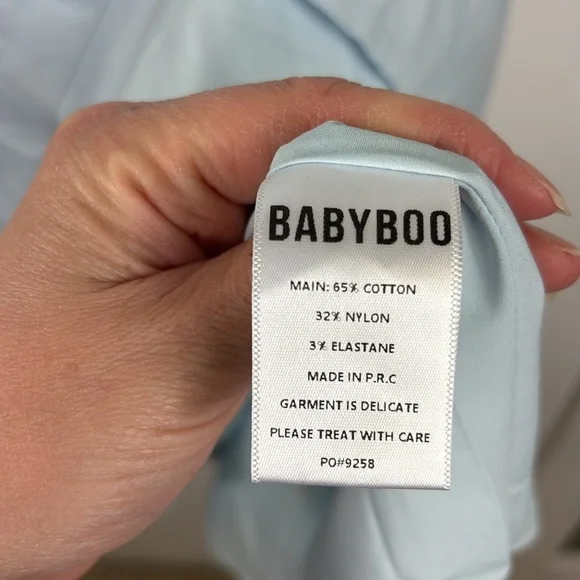 BABYBOO
MAIN: 65% COTTON
32% NYLON
3% ELASTANE
MADE IN P.R.C
GARMENT IS DELICATE
PLEASE TREAT WITH CARE
PO#9258